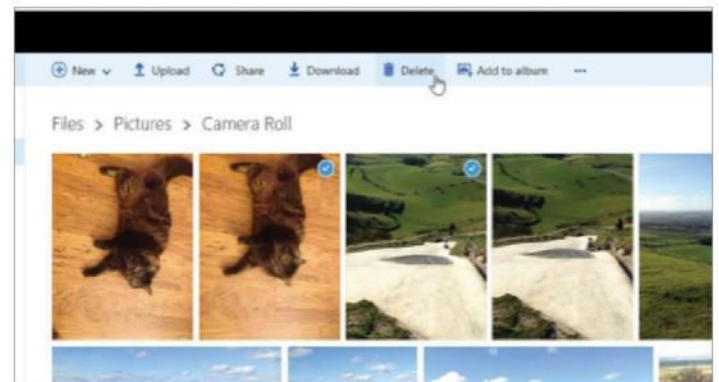 New Upload Share Download Delete Add to album ...
Files > Pictures > Camera Roll